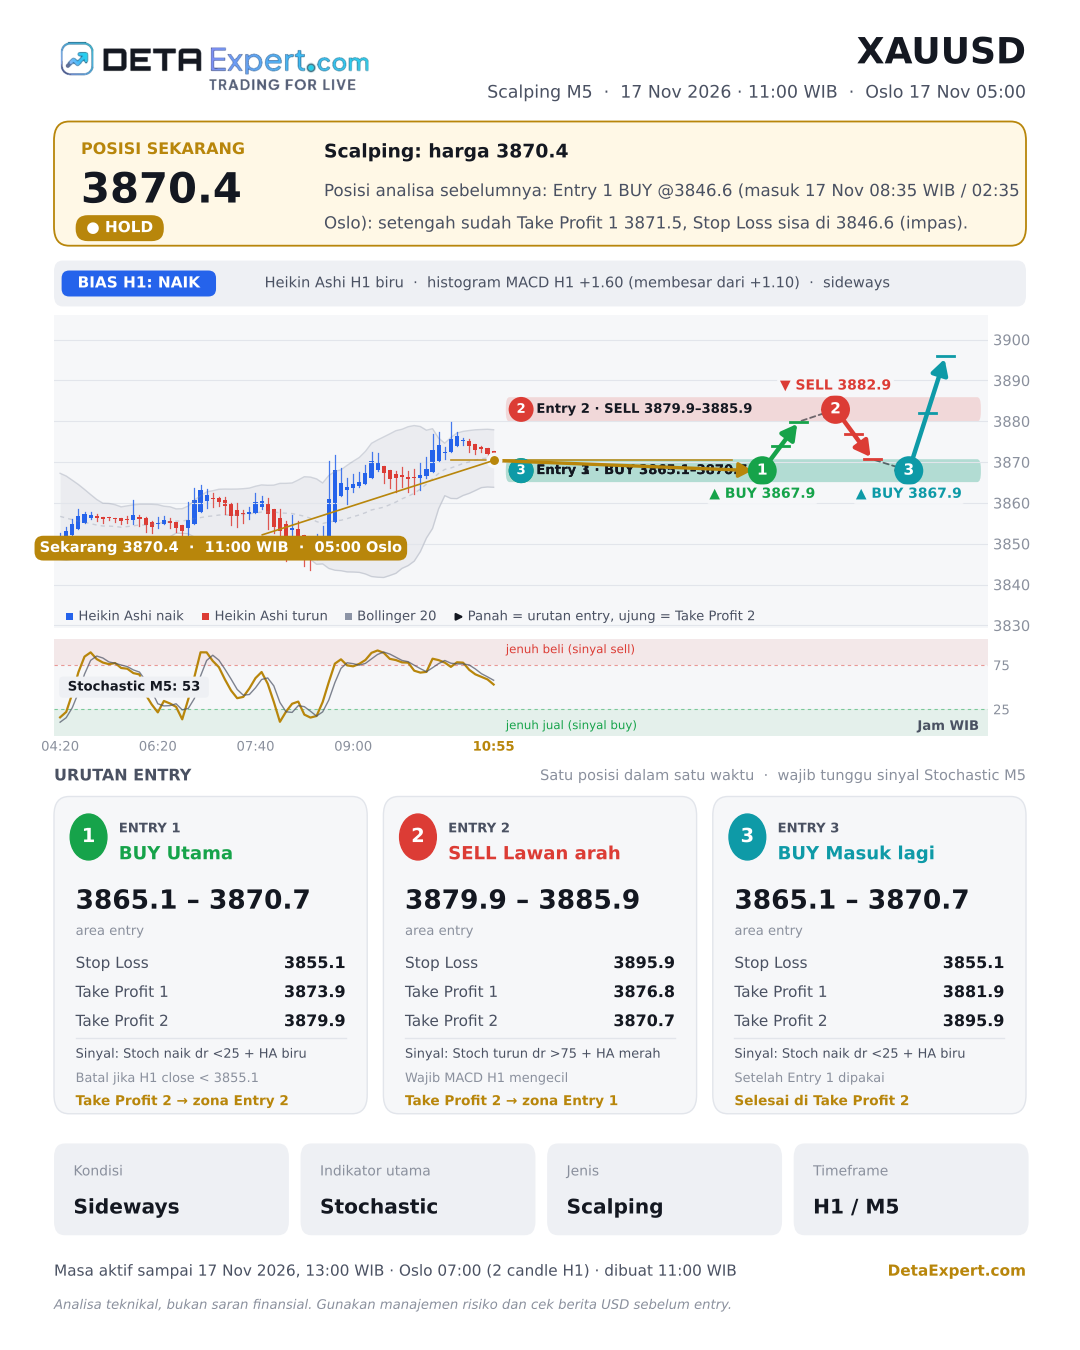 DETA Expert.com
TRADING FOR LIVE
XAUUSD
Scalping M5 · 17 Nov 2026 · 11:00 WIB · Oslo 17 Nov 05:00
POSISI SEKARANG
3870.4
HOLD
Scalping: harga 3870.4
Posisi analisa sebelumnya: Entry 1 BUY @3846.6 (masuk 17 Nov 08:35 WIB / 02:35
Oslo): setengah sudah Take Profit 1 3871.5, Stop Loss sisa di 3846.6 (impas).
BIAS H1: NAIK
Heikin Ashi H1 biru · histogram MACD H1 +1.60 (membesar dari +1.10) · sideways
3900
3890
3880
3870
3860
3850
3840
3830
▼ SELL 3882.9
2 Entry 2 · SELL 3879.9–3885.9
2
3 Entry 3 · BUY 3865.1–3870.7
1
3
▲ BUY 3867.9
▲ BUY 3867.9
Sekarang 3870.4 · 11:00 WIB · 05:00 Oslo
Heikin Ashi naik
Heikin Ashi turun
Bollinger 20
Panah = urutan entry, ujung = Take Profit 2
jenuh beli (sinyal sell)
75
Stochastic M5: 53
25
jenuh jual (sinyal buy)
Jam WIB
04:20 06:20 07:40 09:00 10:55
URUTAN ENTRY
Satu posisi dalam satu waktu · wajib tunggu sinyal Stochastic M5
1
ENTRY 1
BUY Utama
3865.1 – 3870.7
area entry
Stop Loss 3855.1
Take Profit 1 3873.9
Take Profit 2 3879.9
Sinyal: Stoch naik dr <25 + HA biru
Batal jika H1 close < 3855.1
Take Profit 2 → zona Entry 2
2
ENTRY 2
SELL Lawan arah
3879.9 – 3885.9
area entry
Stop Loss 3895.9
Take Profit 1 3876.8
Take Profit 2 3870.7
Sinyal: Stoch turun dr >75 + HA merah
Wajib MACD H1 mengecil
Take Profit 2 → zona Entry 1
3
ENTRY 3
BUY Masuk lagi
3865.1 – 3870.7
area entry
Stop Loss 3855.1
Take Profit 1 3881.9
Take Profit 2 3895.9
Sinyal: Stoch naik dr <25 + HA biru
Setelah Entry 1 dipakai
Selesai di Take Profit 2
Kondisi
Sideways
Indikator utama
Stochastic
Jenis
Scalping
Timeframe
H1 / M5
Masa aktif sampai 17 Nov 2026, 13:00 WIB · Oslo 07:00 (2 candle H1) · dibuat 11:00 WIB
DetaExpert.com
Analisa teknikal, bukan saran finansial. Gunakan manajemen risiko dan cek berita USD sebelum entry.